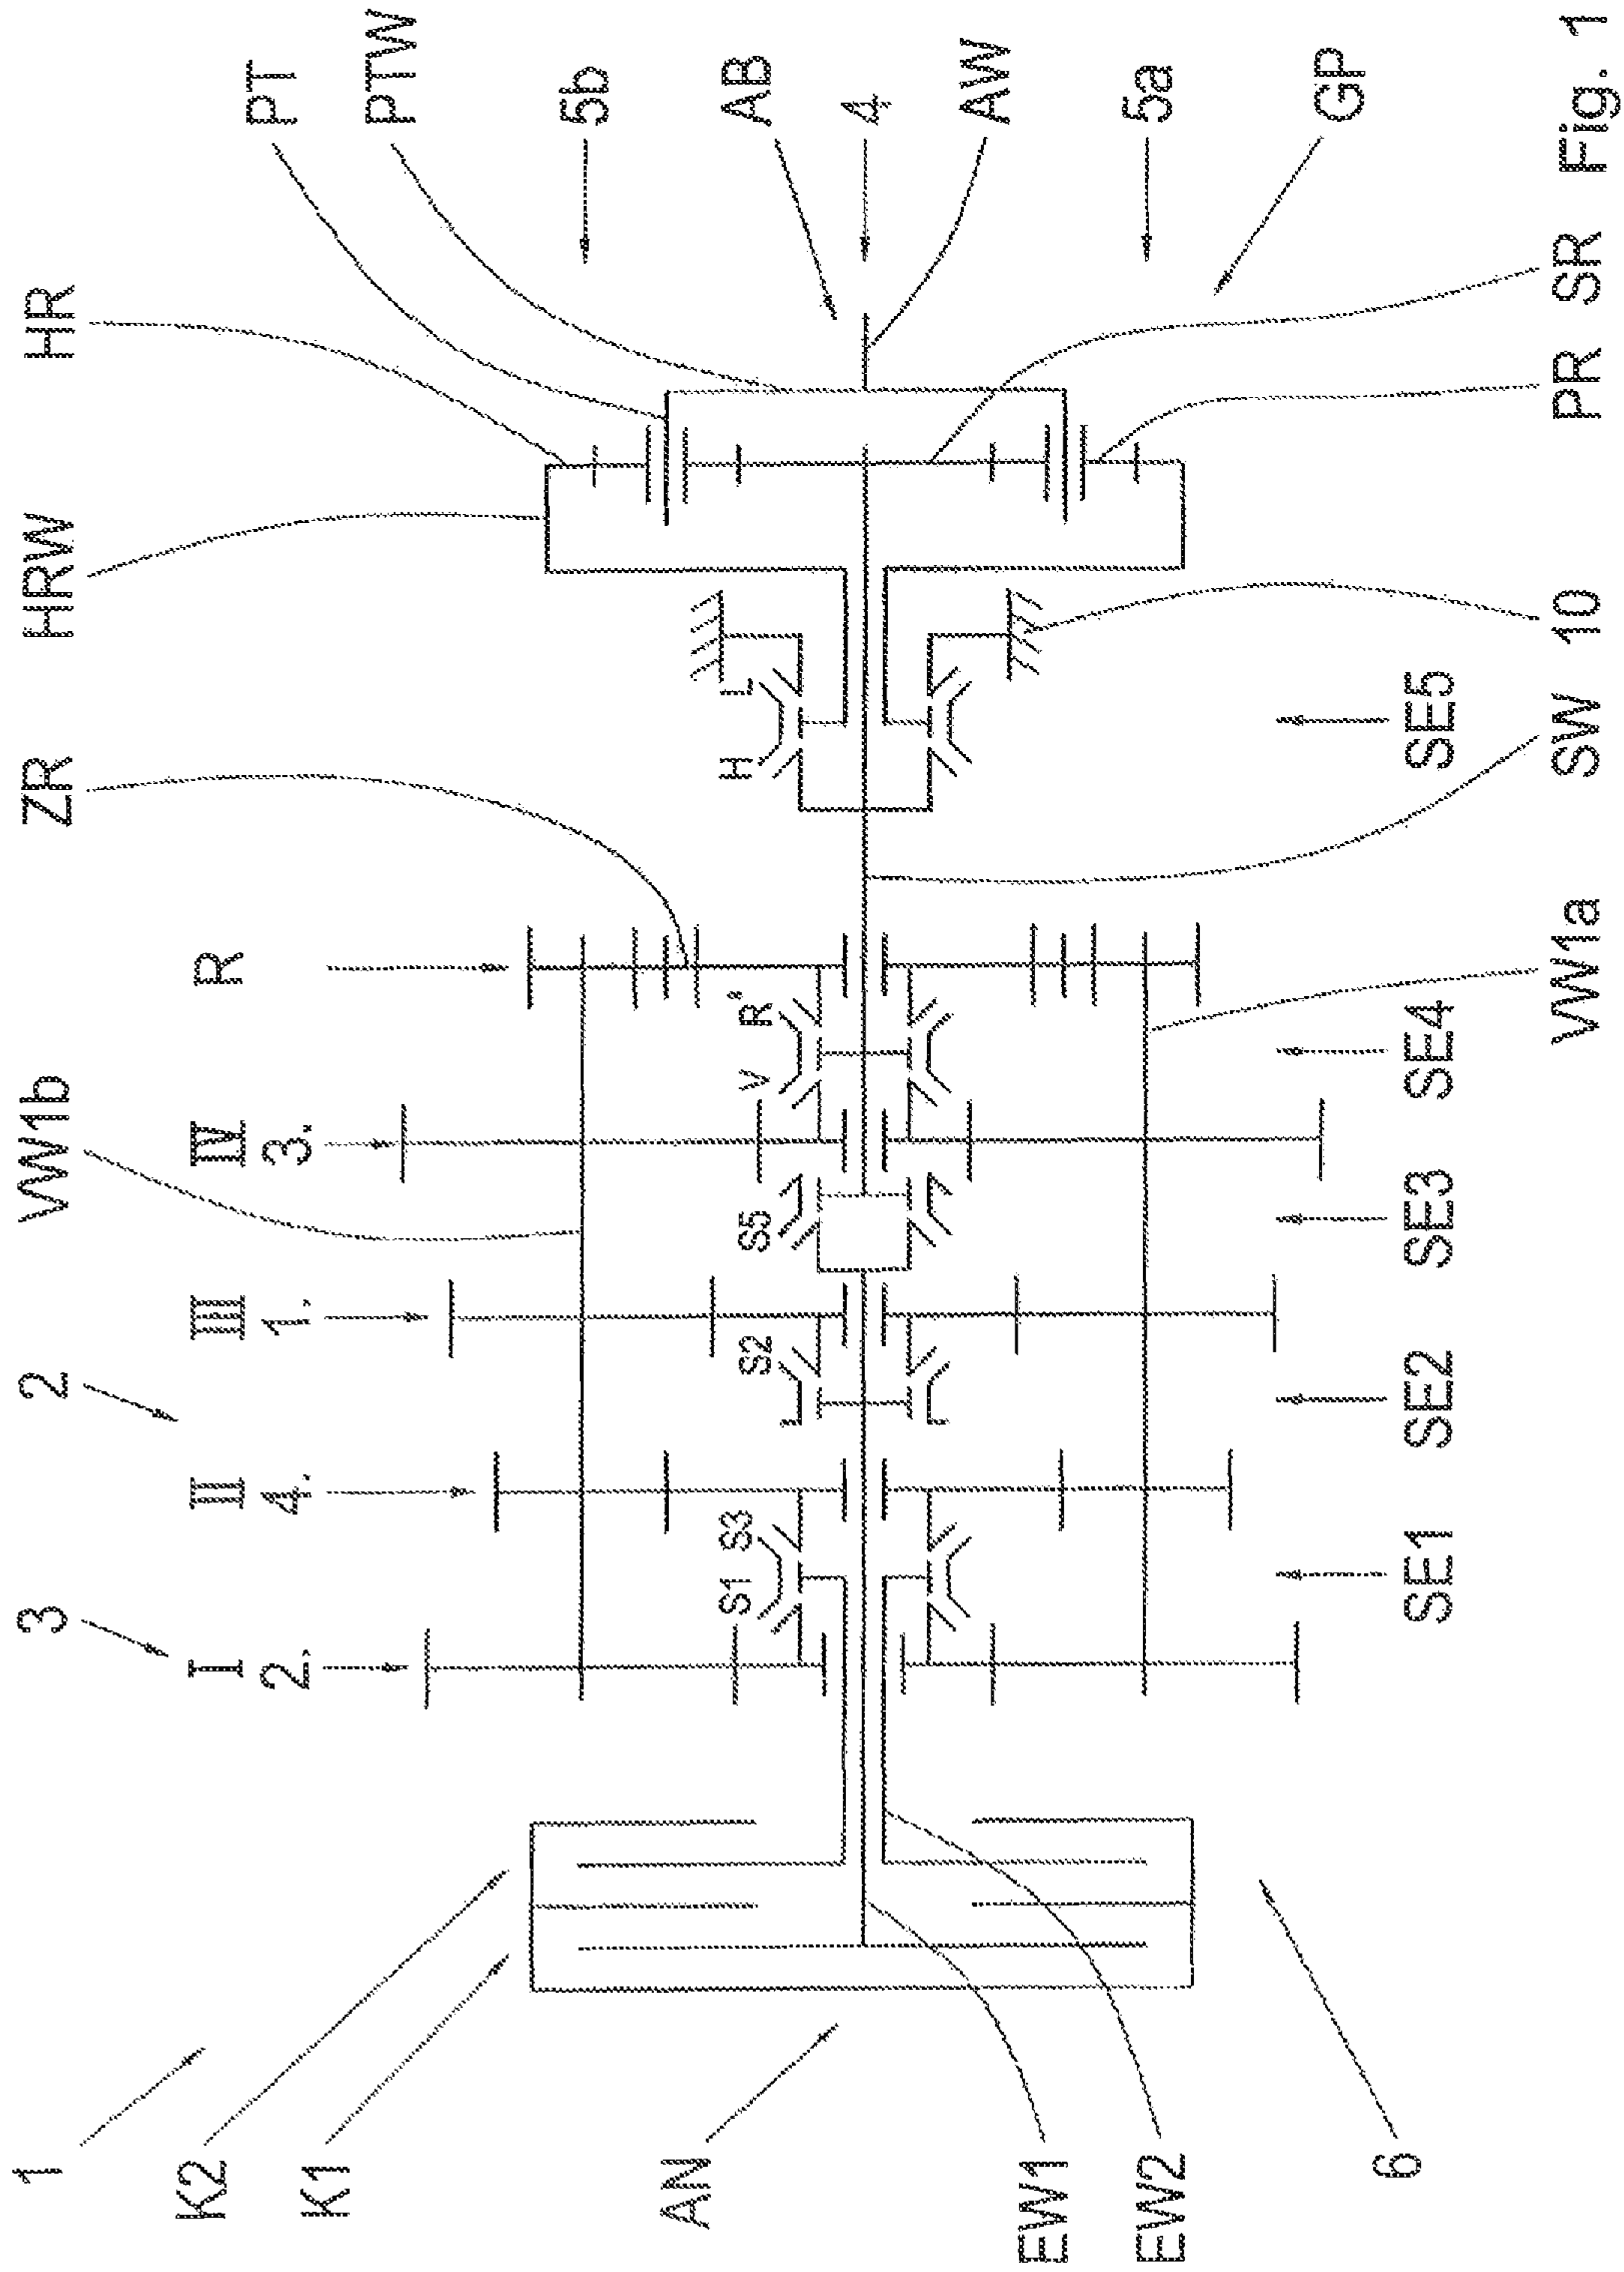 1
3
2
VW1b
ZR
HRW
HR
K2
K1
I
II
III
IV
R
2.
4.
1.
3.
PT
PTW
5b
AB
4
AW
5a
GP
S1
S3
S2
S5
V
R'
H
L
AN
EW1
EW2
6
SE1
SE2
SE3
SE4
SE5
VW1a
SW
10
PR
SR
Fig. 1